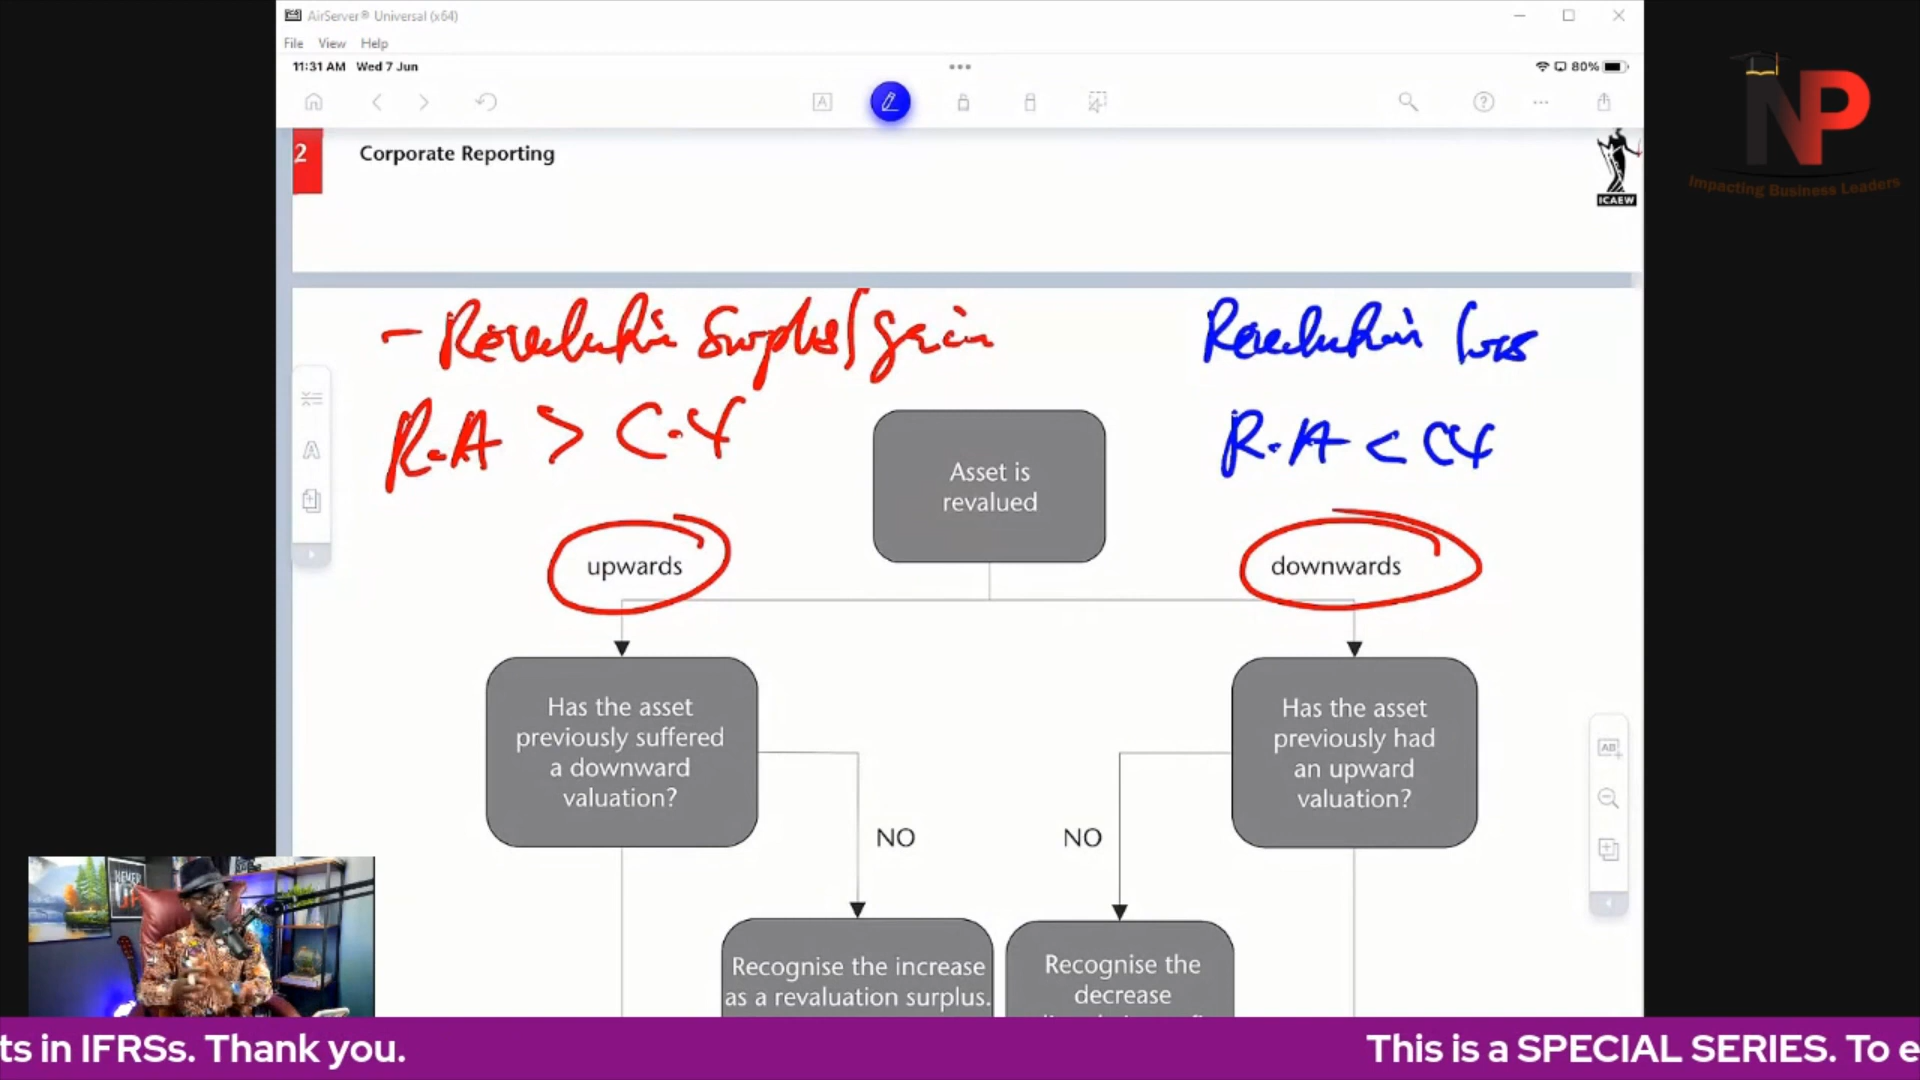 AirServer® Universal (x64)
File View Help
11:31 AM Wed 7 Jun
80%
2 Corporate Reporting
ICAEW
NP
Impacting Business Leaders
- Revaluation Surplus/gain
R.A > C.V
Revaluation loss
R.A < CV
Asset is
revalued
upwards
downwards
Has the asset
previously suffered
a downward
valuation?
Has the asset
previously had
an upward
valuation?
NO
NO
Recognise the increase
as a revaluation surplus.
Recognise the
decrease
NEVER
ts in IFRSs. Thank you.
This is a SPECIAL SERIES. To e